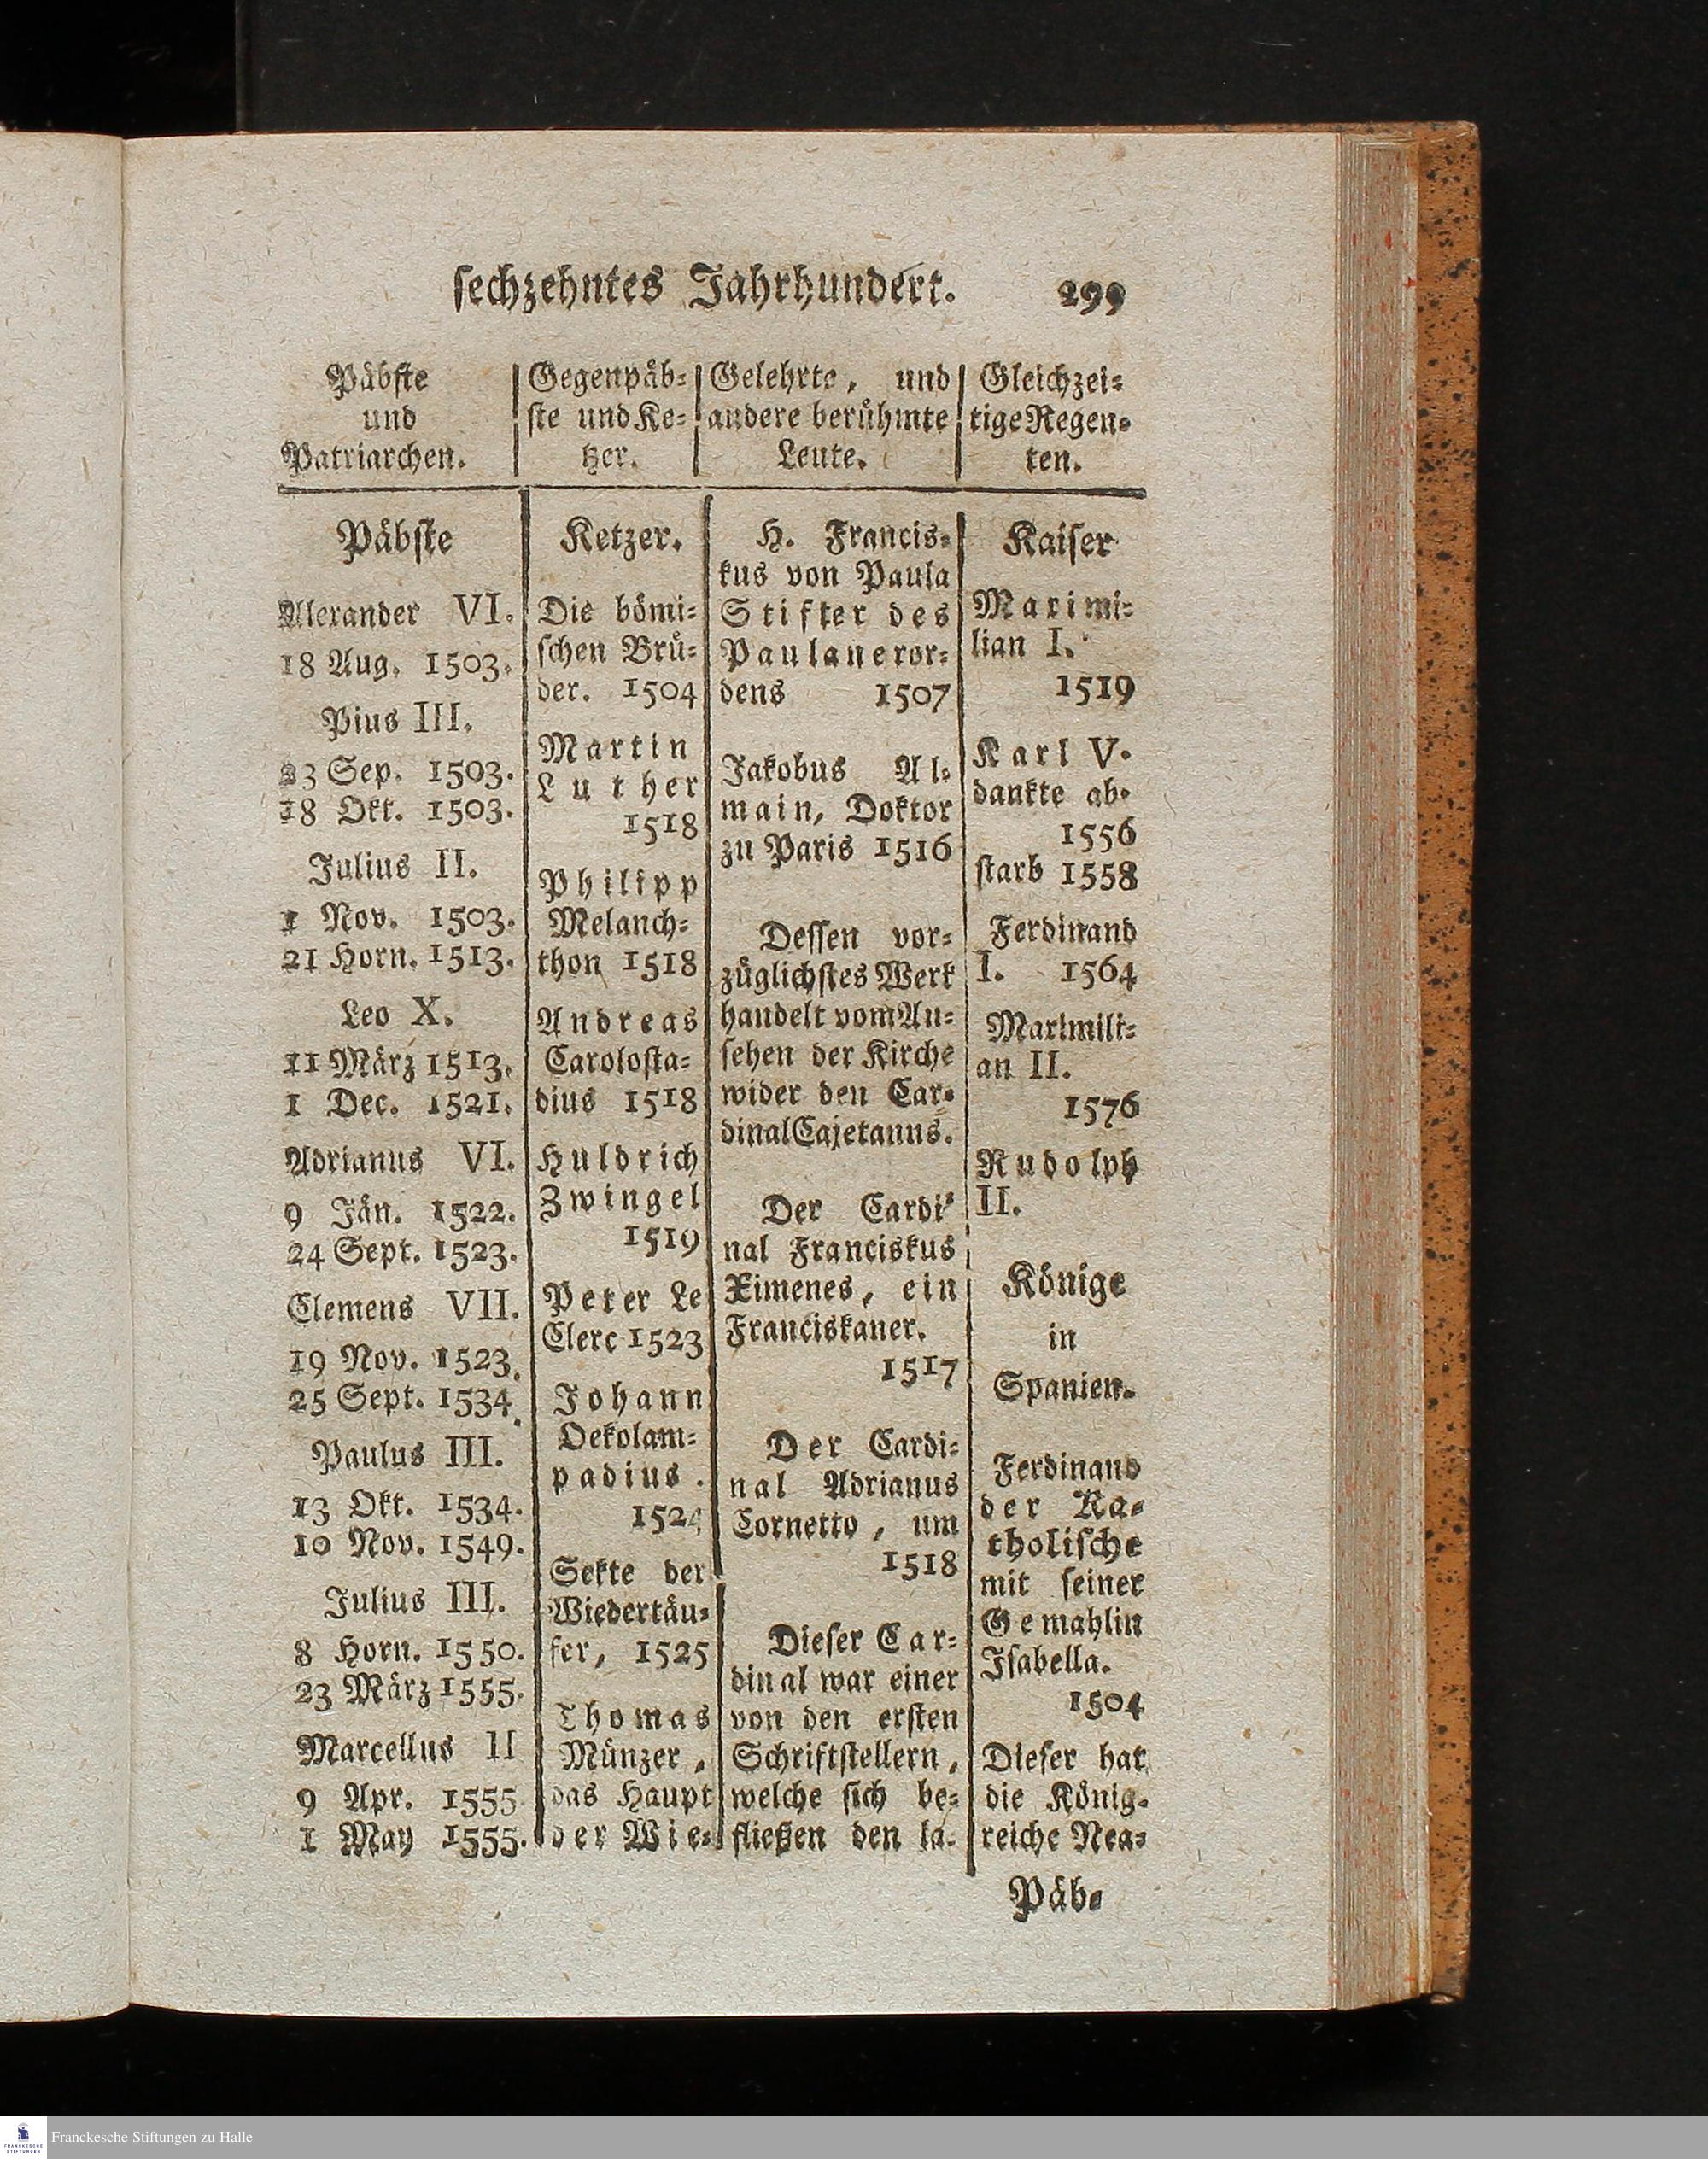 sechzehntes Jahrhundert.
299
Päbste
und
Patriarchen.
Gegenpäb-
ste und Ke-
tzer.
Gelehrte, und
andere berühmte
Leute.
Gleichzei-
tige Regen-
ten.
Päbste
Alexander VI.
18 Aug. 1503.
Pius III.
23 Sep. 1503.
18 Okt. 1503.
Julius II.
1 Nov. 1503.
21 Horn. 1513.
Leo X.
11 März 1513.
1 Dec. 1521.
Adrianus VI.
9 Jän. 1522.
24 Sept. 1523.
Clemens VII.
19 Nov. 1523.
25 Sept. 1534.
Paulus III.
13 Okt. 1534.
10 Nov. 1549.
Julius III.
8 Horn. 1550.
23 März 1555.
Marcellus II
9 Apr. 1555
1 May 1555.
Ketzer.
Die bömi-
schen Brü-
der. 1504
Martin
Luther
1518
Philipp
Melanch-
thon 1518
Andreas
Carolosta-
dius 1518
Huldrich
Zwingel
1519
Peter Le
Clerc 1523
Johann
Oekolam-
padius.
1524
Sekte der
Wiedertäu-
fer, 1525
Thomas
Münzer,
das Haupt
der Wie-
H. Francis-
kus von Paula
Stifter des
Paulaneror-
dens 1507
Jakobus Al-
main, Doktor
zu Paris 1516
Dessen vor-
züglichstes Werk
handelt vom An-
sehen der Kirche
wider den Car-
dinal Cajetanus.
Der Cardi-
nal Franciskus
Ximenes, ein
Franciskaner.
1517
Der Cardi-
nal Adrianus
Cornetto, um
1518
Dieser Car-
dinal war einer
von den ersten
Schriftstellern,
welche sich be-
fließen den la-
Kaiser
Maximi-
lian I.
1519
Karl V.
dankte ab-
1556
starb 1558
Ferdinand
I. 1564
Maximili-
an II.
1576
Rudolph
II.
Könige
in
Spanien.
Ferdinand
der Ka-
tholische
mit seiner
Gemahlin
Isabella.
1504
Dieser hat
die König-
reiche Nea-
Päb-
FRANCKESCHE
STIFTUNGEN
Franckesche Stiftungen zu Halle